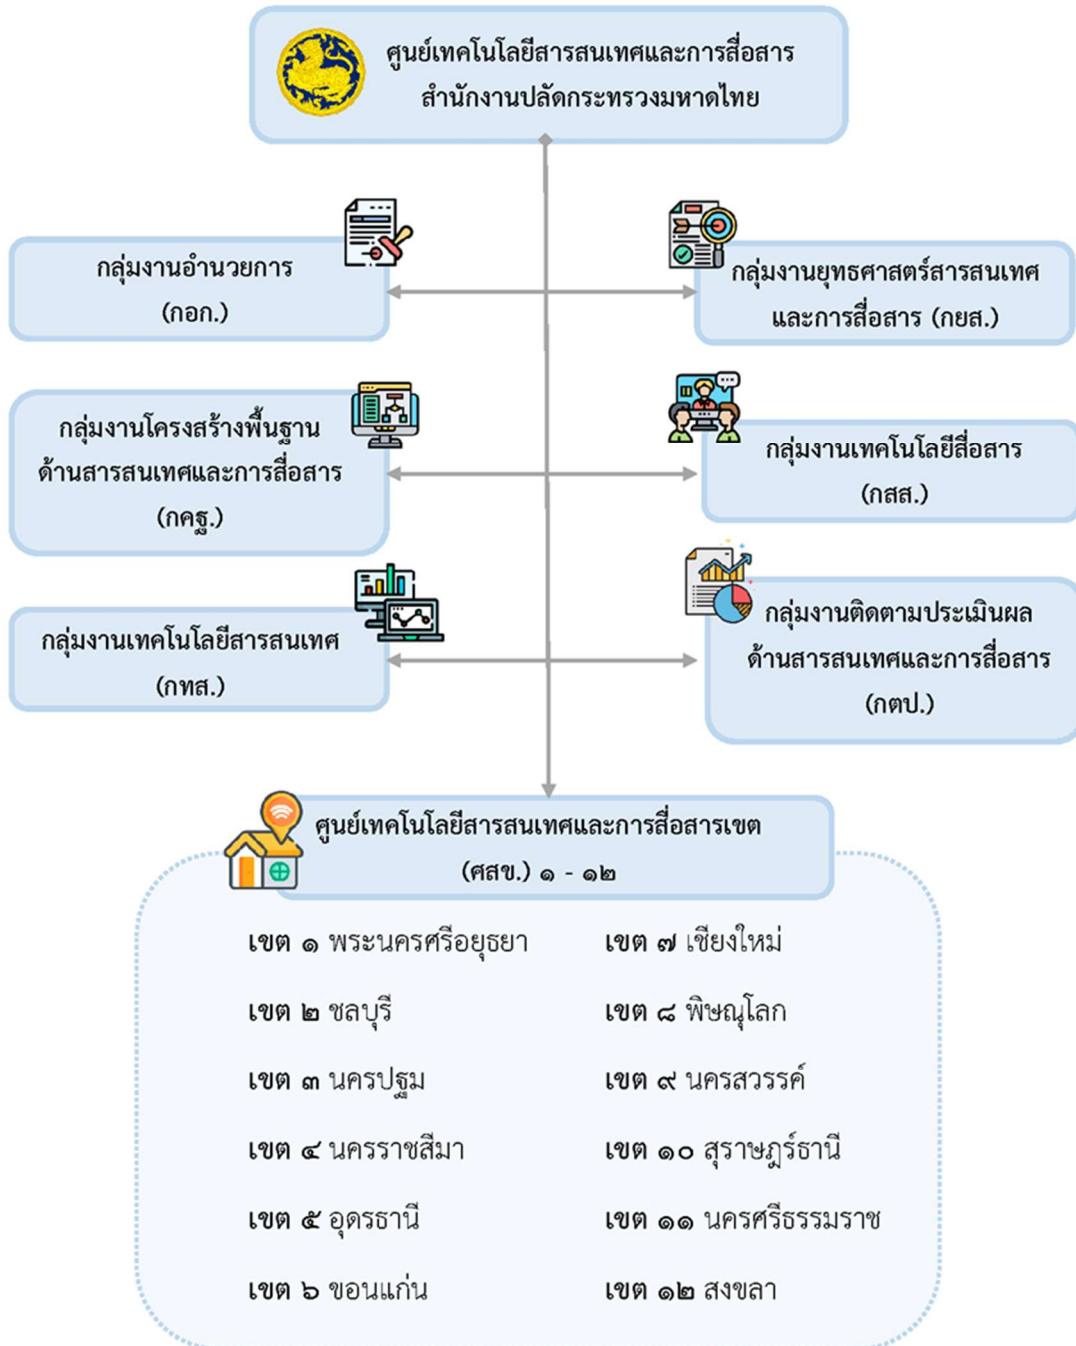 ศูนย์เทคโนโลยีสารสนเทศและการสื่อสาร
สำนักงานปลัดกระทรวงมหาดไทย
กลุ่มงานอำนวยการ
(กอก.)
กลุ่มงานยุทธศาสตร์สารสนเทศ
และการสื่อสาร (กยส.)
กลุ่มงานโครงสร้างพื้นฐาน
ด้านสารสนเทศและการสื่อสาร
(กคฐ.)
กลุ่มงานเทคโนโลยีสื่อสาร
(กสส.)
กลุ่มงานเทคโนโลยีสารสนเทศ
(กทส.)
กลุ่มงานติดตามประเมินผล
ด้านสารสนเทศและการสื่อสาร
(กตป.)
ศูนย์เทคโนโลยีสารสนเทศและการสื่อสารเขต
(ศสข.) ๑ - ๑๒
เขต ๑ พระนครศรีอยุธยา
เขต ๒ ชลบุรี
เขต ๓ นครปฐม
เขต ๔ นครราชสีมา
เขต ๕ อุดรธานี
เขต ๖ ขอนแก่น
เขต ๗ เชียงใหม่
เขต ๘ พิษณุโลก
เขต ๙ นครสวรรค์
เขต ๑๐ สุราษฎร์ธานี
เขต ๑๑ นครศรีธรรมราช
เขต ๑๒ สงขลา